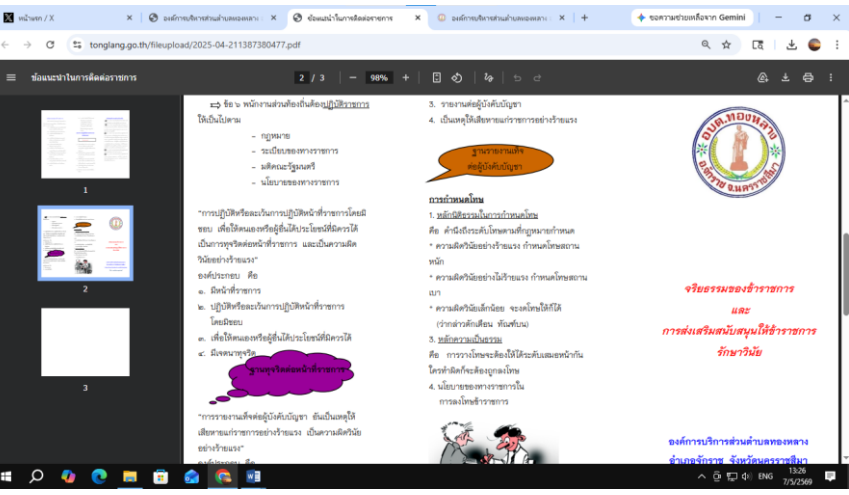 หน้าแรก / X
องค์การบริหารส่วนตำบลทองหลาง
ข้อแนะนำในการติดต่อราชการ
องค์การบริหารส่วนตำบลทองหลาง
ขอความช่วยเหลือจาก Gemini
tonglang.go.th/fileupload/2025-04-211387380477.pdf
ข้อแนะนำในการติดต่อราชการ
2 / 3
98%
1
2
3
⇨ ข้อ ๖ พนักงานส่วนท้องถิ่นต้องปฏิบัติราชการ
ให้เป็นไปตาม
- กฎหมาย
- ระเบียบของทางราชการ
- มติคณะรัฐมนตรี
- นโยบายของทางราชการ
"การปฏิบัติหรือละเว้นการปฏิบัติหน้าที่ราชการโดยมิ
ชอบ เพื่อให้ตนเองหรือผู้อื่นได้ประโยชน์ที่มิควรได้
เป็นการทุจริตต่อหน้าที่ราชการ และเป็นความผิด
วินัยอย่างร้ายแรง"
องค์ประกอบ คือ
๑. มีหน้าที่ราชการ
๒. ปฏิบัติหรือละเว้นการปฏิบัติหน้าที่ราชการ
โดยมิชอบ
๓. เพื่อให้ตนเองหรือผู้อื่นได้ประโยชน์ที่มิควรได้
๔. มีเจตนาทุจริต
ฐานทุจริตต่อหน้าที่ราชการ
"การรายงานเท็จต่อผู้บังคับบัญชา อันเป็นเหตุให้
เสียหายแก่ราชการอย่างร้ายแรง เป็นความผิดวินัย
อย่างร้ายแรง"
องค์ประกอบ คือ
3. รายงานต่อผู้บังคับบัญชา
4. เป็นเหตุให้เสียหายแก่ราชการอย่างร้ายแรง
ฐานรายงานเท็จ
ต่อผู้บังคับบัญชา
การกำหนดโทษ
1. หลักนิติธรรมในการกำหนดโทษ
คือ คำนึงถึงระดับโทษตามที่กฎหมายกำหนด
* ความผิดวินัยอย่างร้ายแรง กำหนดโทษสถาน
หนัก
* ความผิดวินัยอย่างไม่ร้ายแรง กำหนดโทษสถาน
เบา
* ความผิดวินัยเล็กน้อย จะงดโทษให้ก็ได้
(ว่ากล่าวตักเตือน ทัณฑ์บน)
3. หลักความเป็นธรรม
คือ การวางโทษจะต้องให้ได้ระดับเสมอหน้ากัน
ใครทำผิดก็จะต้องถูกลงโทษ
4. นโยบายของทางราชการใน
การลงโทษข้าราชการ
อบต.ทองหลาง
อ.จักราช จ.นครราชสีมา
จริยธรรมของข้าราชการ
และ
การส่งเสริมสนับสนุนให้ข้าราชการ
รักษาวินัย
องค์การบริการส่วนตำบลทองหลาง
อำเภอจักราช จังหวัดนครราชสีมา
ENG
13:26
7/5/2569